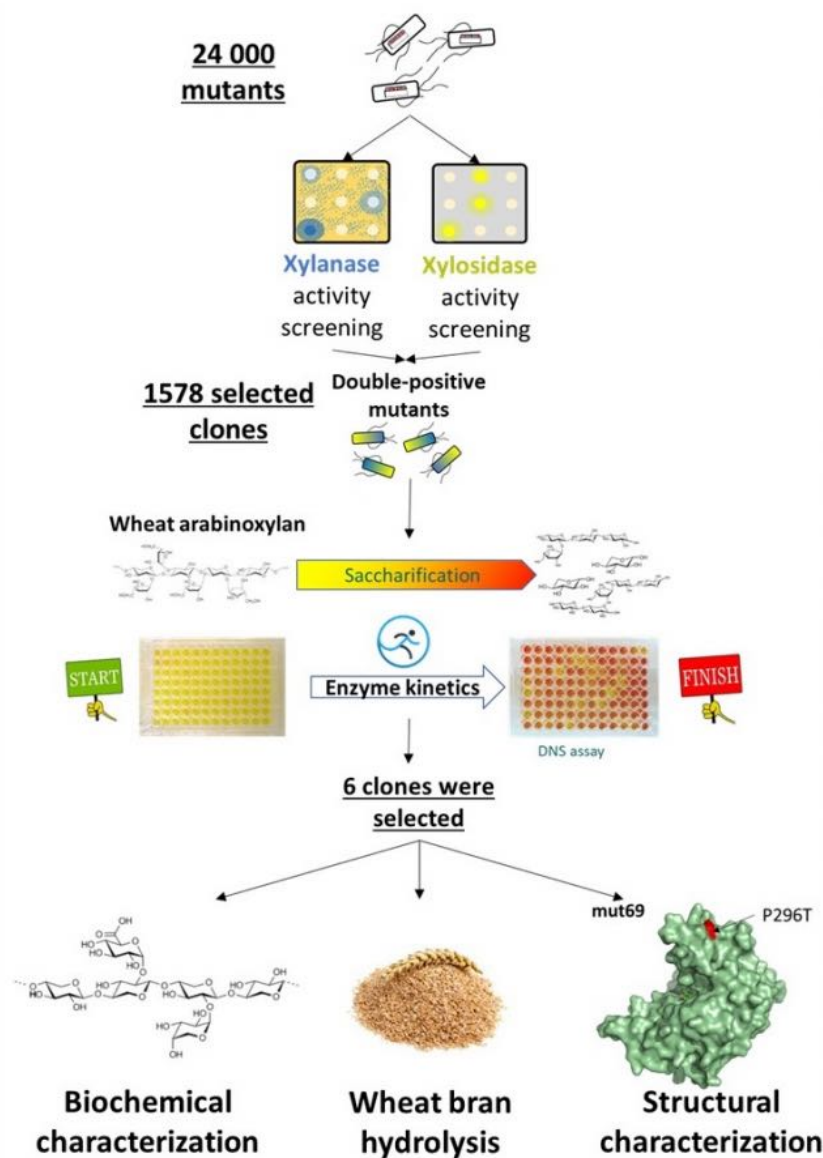 24 000
mutants
Xylanase
activity
screening
Xylosidase
activity
screening
1578 selected
clones
Double-positive
mutants
Wheat arabinoxylan
Saccharification
START
Enzyme kinetics
FINISH
DNS assay
6 clones were
selected
mut69
P296T
Biochemical
characterization
Wheat bran
hydrolysis
Structural
characterization